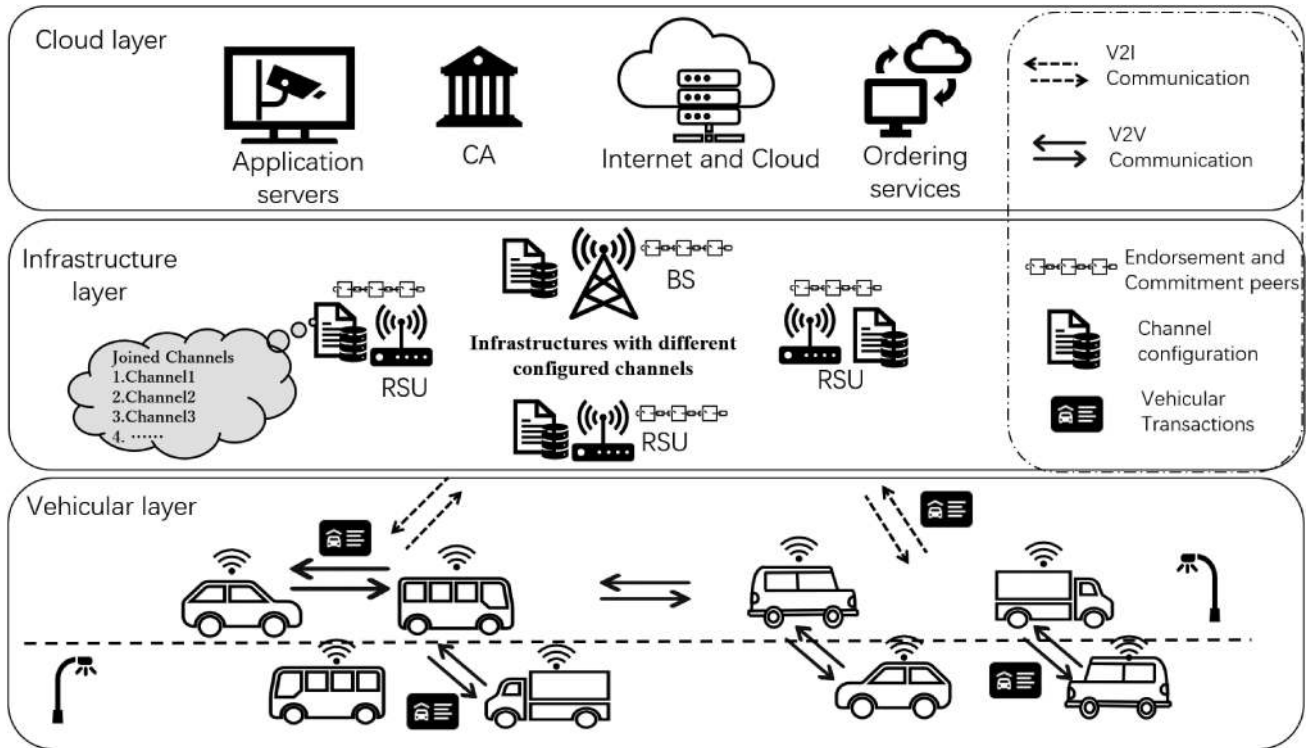 Cloud layer
Application
servers
CA
Internet and Cloud
Ordering
services
V2I
Communication
V2V
Communication
Infrastructure
layer
Joined Channels
1.Channel1
2.Channel2
3.Channel3
4. ······
RSU
BS
Infrastructures with different
configured channels
RSU
RSU
Endorsement and
Commitment peers
Channel
configuration
Vehicular
Transactions
Vehicular layer